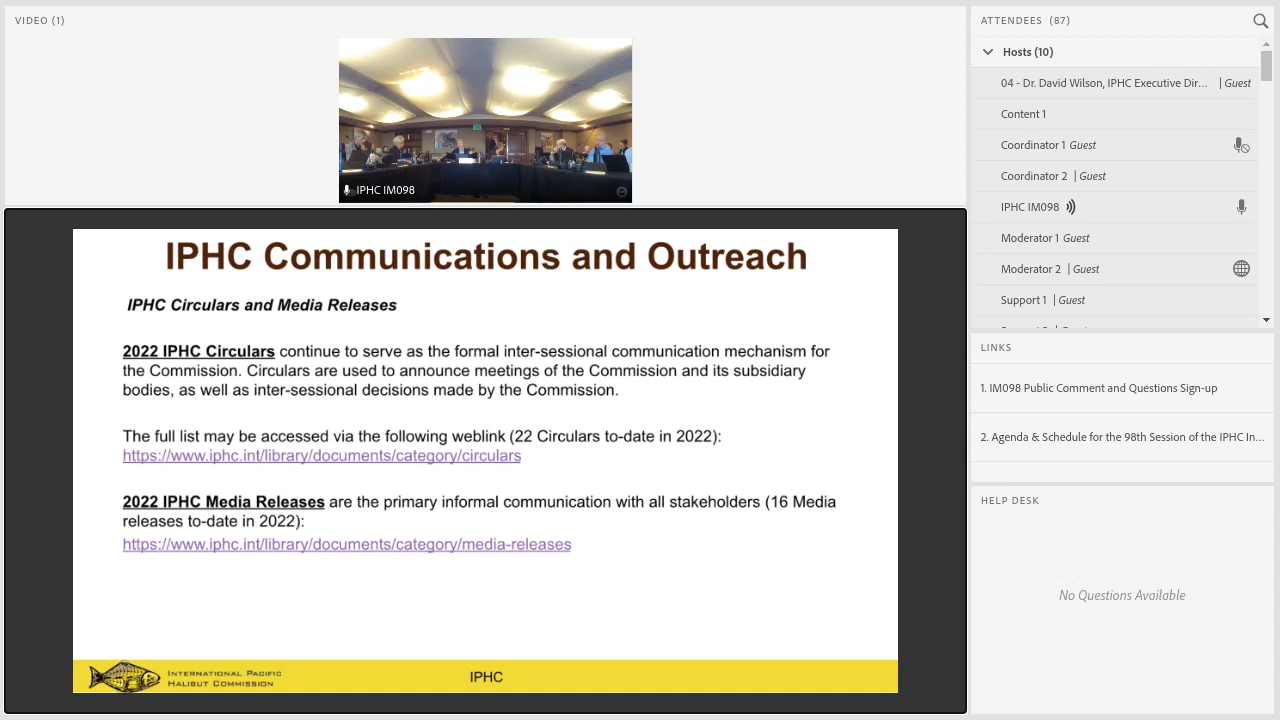 VIDEO (1)
IPHC IM098
IPHC Communications and Outreach
IPHC Circulars and Media Releases
2022 IPHC Circulars continue to serve as the formal inter-sessional communication mechanism for
the Commission. Circulars are used to announce meetings of the Commission and its subsidiary
bodies, as well as inter-sessional decisions made by the Commission.
The full list may be accessed via the following weblink (22 Circulars to-date in 2022):
https://www.iphc.int/library/documents/category/circulars
2022 IPHC Media Releases are the primary informal communication with all stakeholders (16 Media
releases to-date in 2022):
https://www.iphc.int/library/documents/category/media-releases
INTERNATIONAL PACIFIC
HALIBUT COMMISSION
IPHC
ATTENDEES (87)
Hosts (10)
04 - Dr. David Wilson, IPHC Executive Dir... | Guest
Content 1
Coordinator 1 Guest
Coordinator 2 | Guest
IPHC IM098
Moderator 1 Guest
Moderator 2 | Guest
Support 1 | Guest
LINKS
1. IM098 Public Comment and Questions Sign-up
2. Agenda & Schedule for the 98th Session of the IPHC In...
HELP DESK
No Questions Available